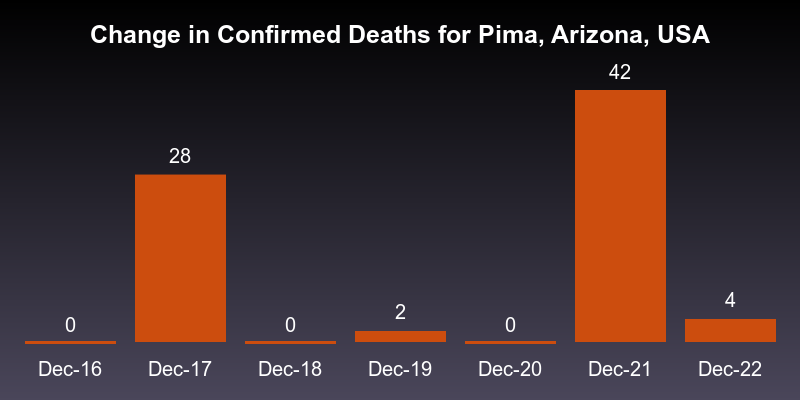 Change in Confirmed Deaths for Pima, Arizona, USA
0 28 0 2 0 42 4
Dec-16 Dec-17 Dec-18 Dec-19 Dec-20 Dec-21 Dec-22